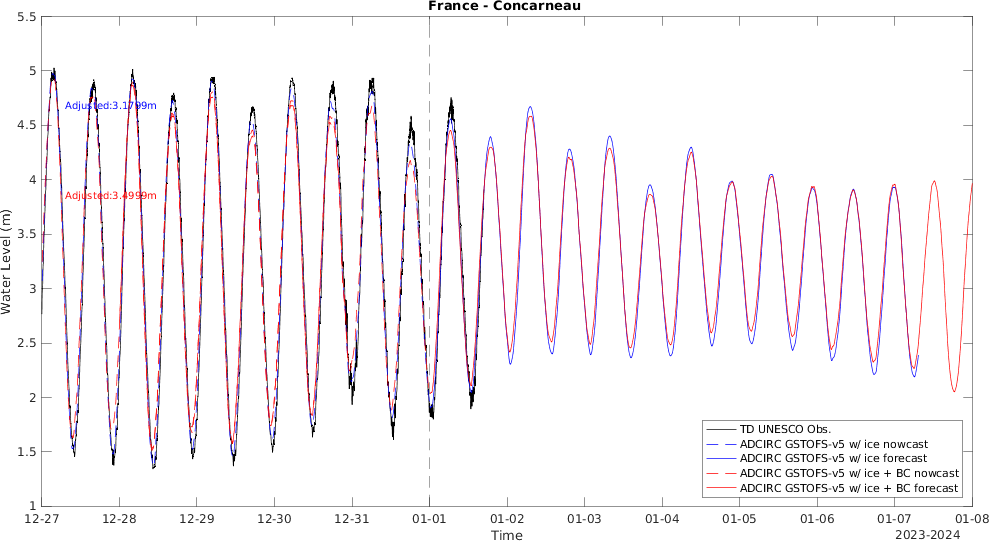 France - Concarneau
5.5
5
4.5
4
3.5
3
2.5
2
1.5
1
Water Level (m)
Adjusted:3.1799m
Adjusted:3.4999m
TD UNESCO Obs.
ADCIRC GSTOFS-v5 w/ ice nowcast
ADCIRC GSTOFS-v5 w/ ice forecast
ADCIRC GSTOFS-v5 w/ ice + BC nowcast
ADCIRC GSTOFS-v5 w/ ice + BC forecast
12-27 12-28 12-29 12-30 12-31 01-01 01-02 01-03 01-04 01-05 01-06 01-07 01-08
Time
2023-2024